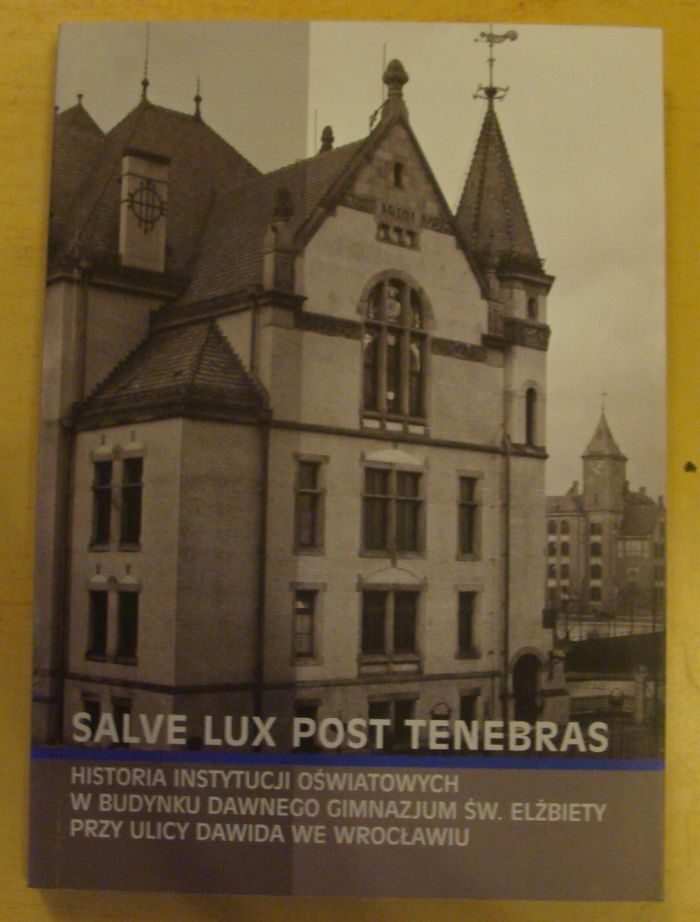 SALVE LUX POST TENEBRAS
HISTORIA INSTYTUCJI OŚWIATOWYCH
W BUDYNKU DAWNEGO GIMNAZJUM ŚW. ELŻBIETY
PRZY ULICY DAWIDA WE WROCŁAWIU